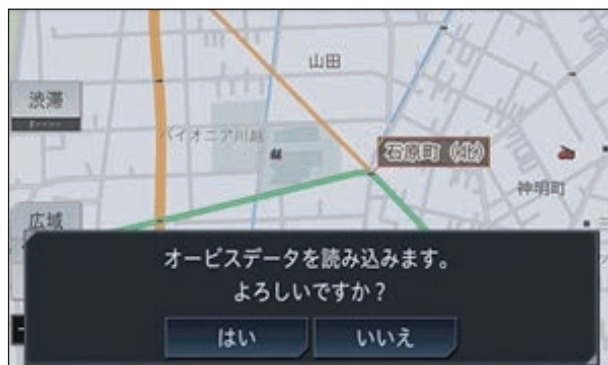 山田
渋滞
パイオニア川越
石原町(北)
神明町
広域
オービスデータを読み込みます。
よろしいですか？
はい
いいえ